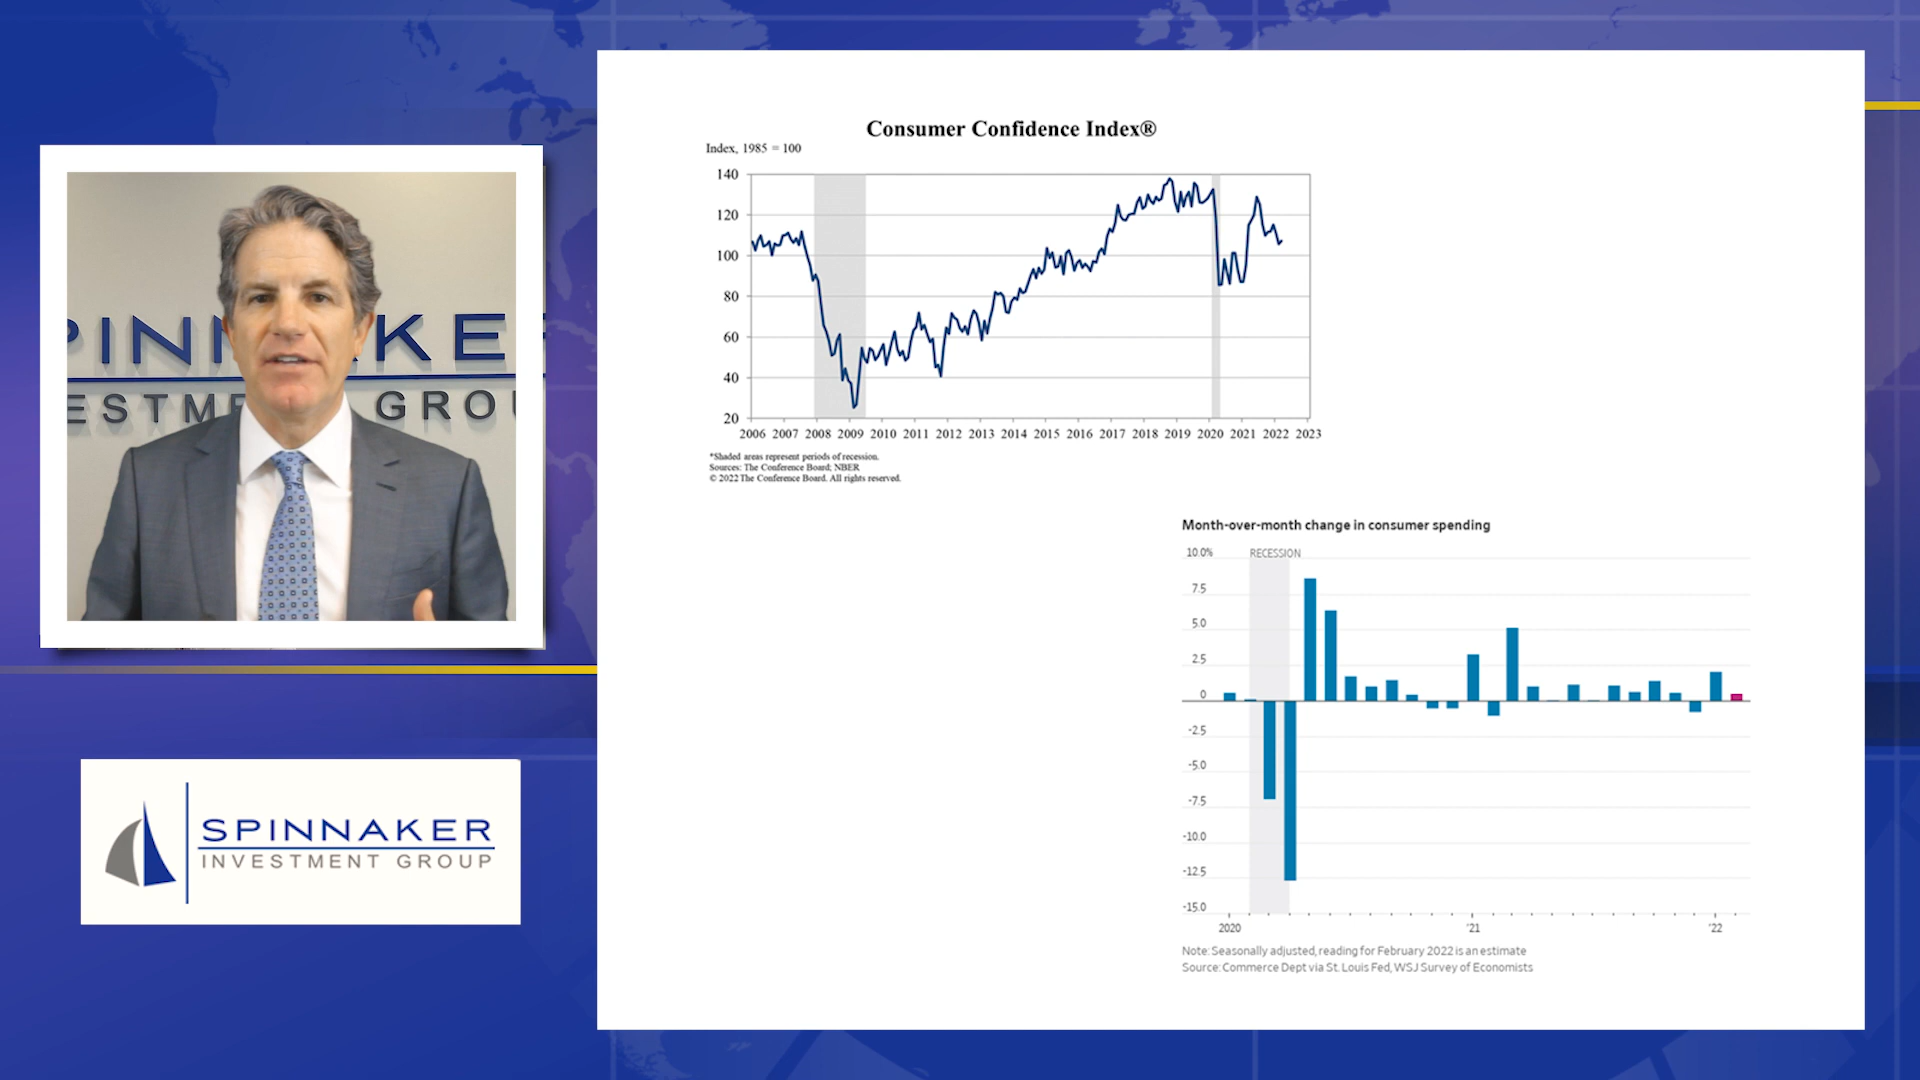 PINN KER
ESTM GRO
SPINNAKER
INVESTMENT GROUP
Consumer Confidence Index®
Index, 1985 = 100
140
120
100
80
60
40
20
2006 2007 2008 2009 2010 2011 2012 2013 2014 2015 2016 2017 2018 2019 2020 2021 2022 2023
*Shaded areas represent periods of recession.
Sources: The Conference Board; NBER
© 2022 The Conference Board. All rights reserved.
Month-over-month change in consumer spending
10.0% RECESSION
7.5
5.0
2.5
0
-2.5
-5.0
-7.5
-10.0
-12.5
-15.0
2020 '21 '22
Note: Seasonally adjusted, reading for February 2022 is an estimate
Source: Commerce Dept via St. Louis Fed, WSJ Survey of Economists